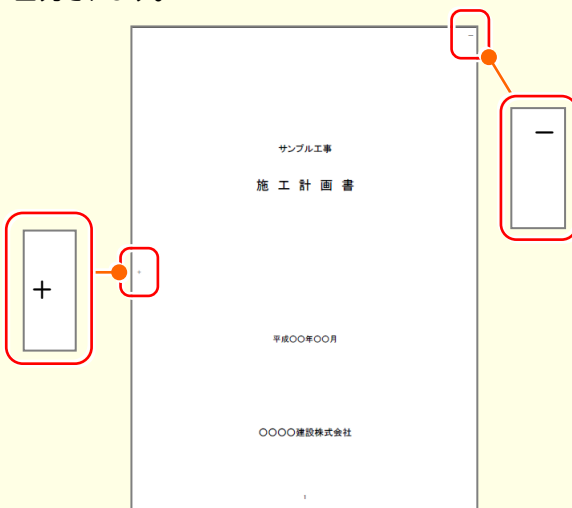 －
－
サンプル工事
施 工 計 画 書
＋
＋
平成〇〇年〇〇月
〇〇〇〇建設株式会社